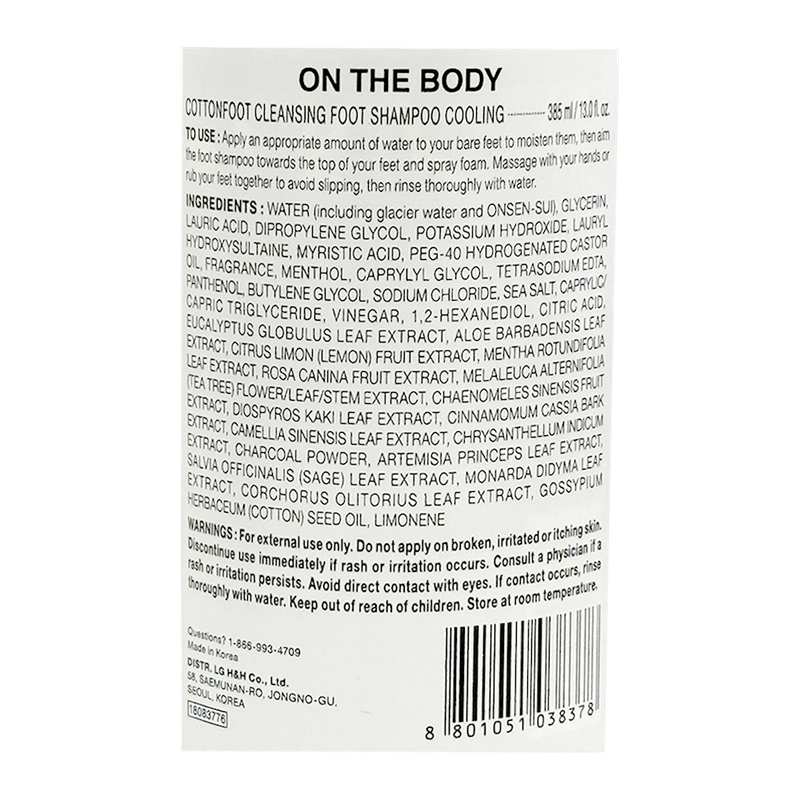 ON THE BODY
COTTONFOOT CLEANSING FOOT SHAMPOO COOLING 385 ml / 13.0 fl. oz.
TO USE : Apply an appropriate amount of water to your bare feet to moisten them, then aim
the foot shampoo towards the top of your feet and spray foam. Massage with your hands or
rub your feet together to avoid slipping, then rinse thoroughly with water.
INGREDIENTS : WATER (including glacier water and ONSEN-SUI), GLYCERIN,
LAURIC ACID, DIPROPYLENE GLYCOL, POTASSIUM HYDROXIDE, LAURYL
HYDROXYSULTAINE, MYRISTIC ACID, PEG-40 HYDROGENATED CASTOR
OIL, FRAGRANCE, MENTHOL, CAPRYLYL GLYCOL, TETRASODIUM EDTA,
PANTHENOL, BUTYLENE GLYCOL, SODIUM CHLORIDE, SEA SALT, CAPRYLIC/
CAPRIC TRIGLYCERIDE, VINEGAR, 1,2-HEXANEDIOL, CITRIC ACID,
EUCALYPTUS GLOBULUS LEAF EXTRACT, ALOE BARBADENSIS LEAF
EXTRACT, CITRUS LIMON (LEMON) FRUIT EXTRACT, MENTHA ROTUNDIFOLIA
LEAF EXTRACT, ROSA CANINA FRUIT EXTRACT, MELALEUCA ALTERNIFOLIA
(TEA TREE) FLOWER/LEAF/STEM EXTRACT, CHAENOMELES SINENSIS FRUIT
EXTRACT, DIOSPYROS KAKI LEAF EXTRACT, CINNAMOMUM CASSIA BARK
EXTRACT, CAMELLIA SINENSIS LEAF EXTRACT, CHRYSANTHELLUM INDICUM
EXTRACT, CHARCOAL POWDER, ARTEMISIA PRINCEPS LEAF EXTRACT,
SALVIA OFFICINALIS (SAGE) LEAF EXTRACT, MONARDA DIDYMA LEAF
EXTRACT, CORCHORUS OLITORIUS LEAF EXTRACT, GOSSYPIUM
HERBACEUM (COTTON) SEED OIL, LIMONENE
WARNINGS : For external use only. Do not apply on broken, irritated or itching skin.
Discontinue use immediately if rash or irritation occurs. Consult a physician if a
rash or irritation persists. Avoid direct contact with eyes. If contact occurs, rinse
thoroughly with water. Keep out of reach of children. Store at room temperature.
Questions? 1-866-993-4709
Made in Korea
DISTR. LG H&H Co., Ltd.
58, SAEMUNAN-RO, JONGNO-GU,
SEOUL, KOREA
18083776
8 801051 038378